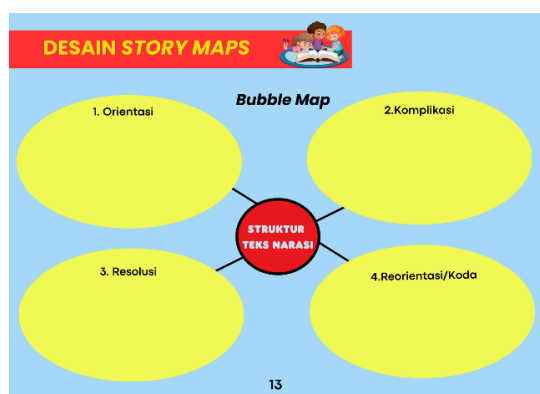 DESAIN STORY MAPS
Bubble Map
1. Orientasi
2.Komplikasi
STRUKTUR
TEKS NARASI
3. Resolusi
4.Reorientasi/Koda
13